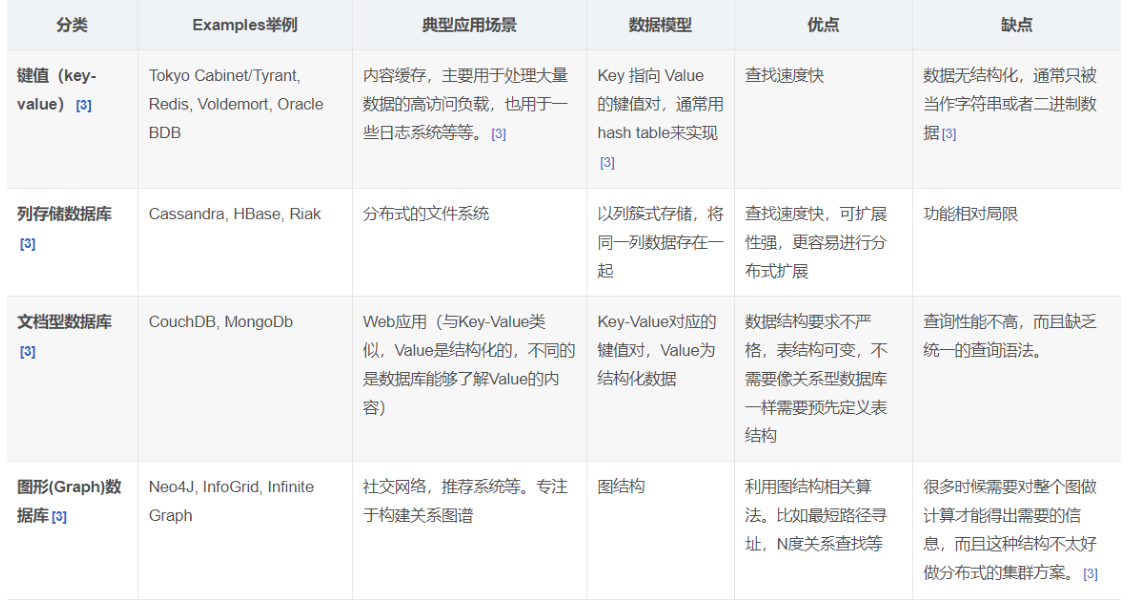 分类
Examples举例
典型应用场景
数据模型
优点
缺点
键值（key-
value） [3]
Tokyo Cabinet/Tyrant,
Redis, Voldemort, Oracle
BDB
内容缓存，主要用于处理大量
数据的高访问负载，也用于一
些日志系统等等。 [3]
Key 指向 Value
的键值对，通常用
hash table来实现
[3]
查找速度快
数据无结构化，通常只被
当作字符串或者二进制数
据 [3]
列存储数据库
[3]
Cassandra, HBase, Riak
分布式的文件系统
以列簇式存储，将
同一列数据存在一
起
查找速度快，可扩展
性强，更容易进行分
布式扩展
功能相对局限
文档型数据库
[3]
CouchDB, MongoDb
Web应用（与Key-Value类
似，Value是结构化的，不同的
是数据库能够了解Value的内
容）
Key-Value对应的
键值对，Value为
结构化数据
数据结构要求不严
格，表结构可变，不
需要像关系型数据库
一样需要预先定义表
结构
查询性能不高，而且缺乏
统一的查询语法。
图形(Graph)数
据库 [3]
Neo4J, InfoGrid, Infinite
Graph
社交网络，推荐系统等。专注
于构建关系图谱
图结构
利用图结构相关算
法。比如最短路径寻
址，N度关系查找等
很多时候需要对整个图做
计算才能得出需要的信
息，而且这种结构不太好
做分布式的集群方案。 [3]